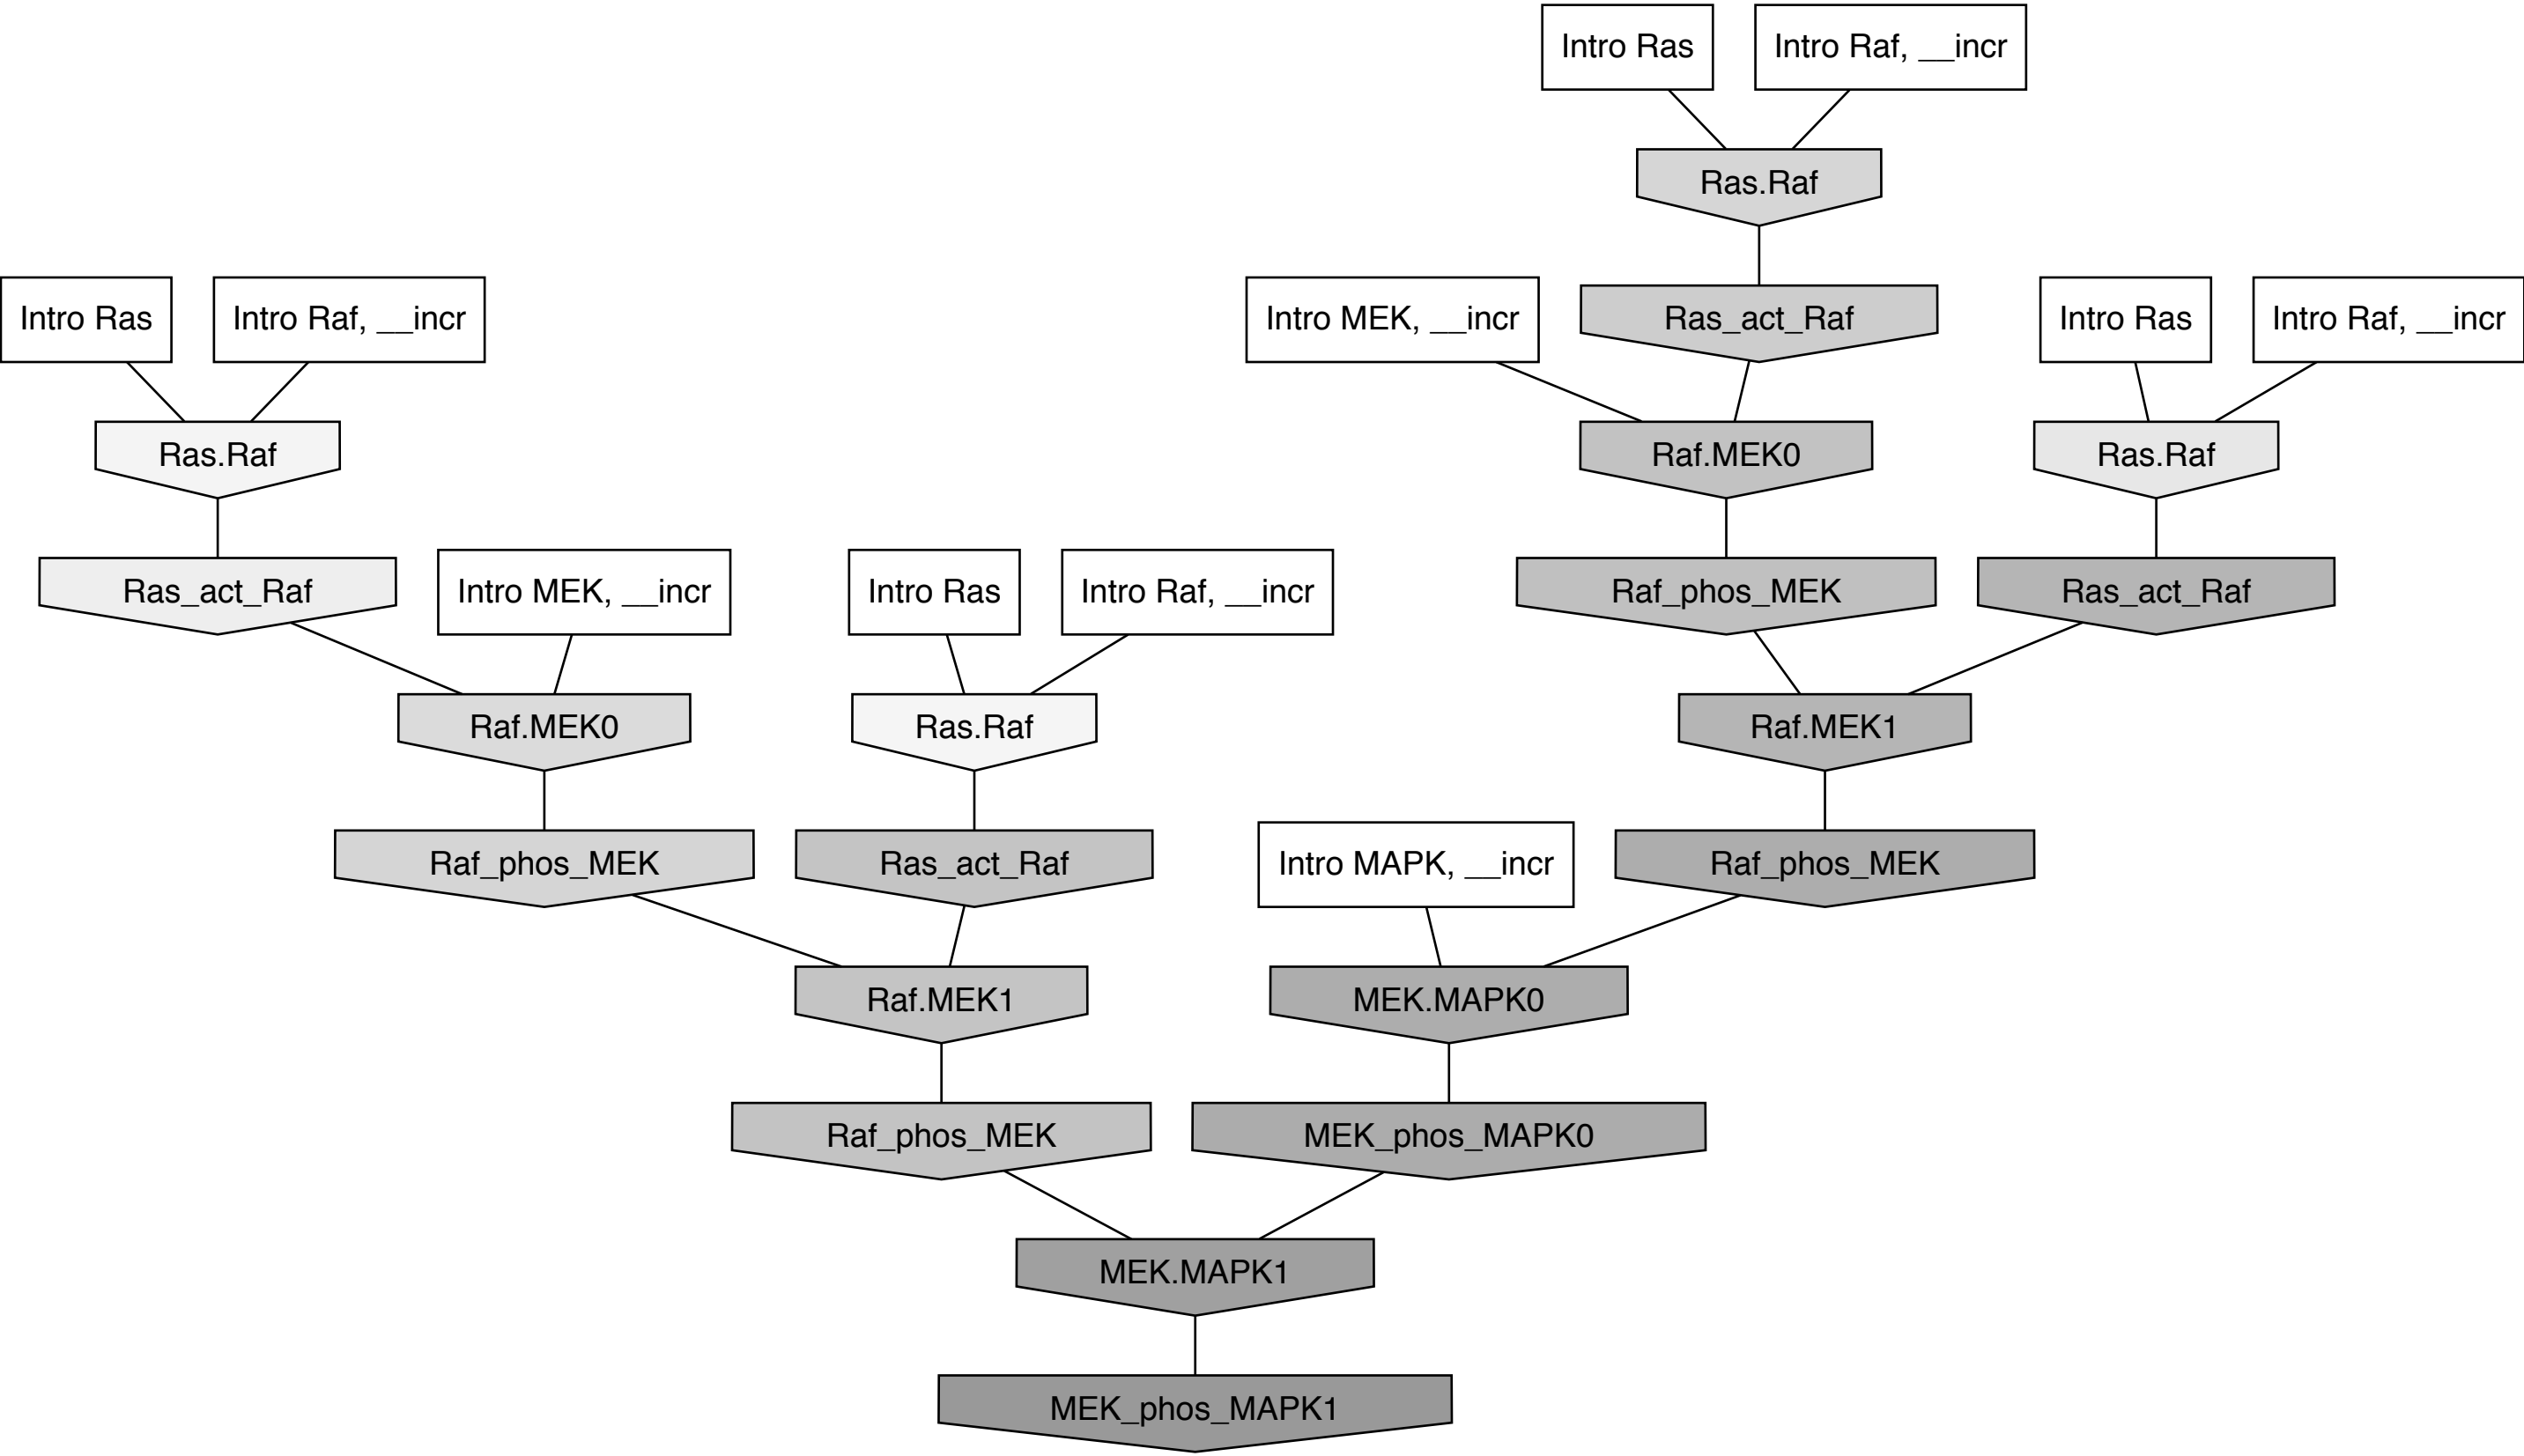 Intro Ras
Intro Raf, __incr
Ras.Raf
Intro Ras
Intro Raf, __incr
Intro MEK, __incr
Ras_act_Raf
Intro Ras
Intro Raf, __incr
Ras.Raf
Raf.MEK0
Ras.Raf
Ras_act_Raf
Intro MEK, __incr
Intro Ras
Intro Raf, __incr
Raf_phos_MEK
Ras_act_Raf
Raf.MEK0
Ras.Raf
Raf.MEK1
Raf_phos_MEK
Ras_act_Raf
Intro MAPK, __incr
Raf_phos_MEK
Raf.MEK1
MEK.MAPK0
Raf_phos_MEK
MEK_phos_MAPK0
MEK.MAPK1
MEK_phos_MAPK1